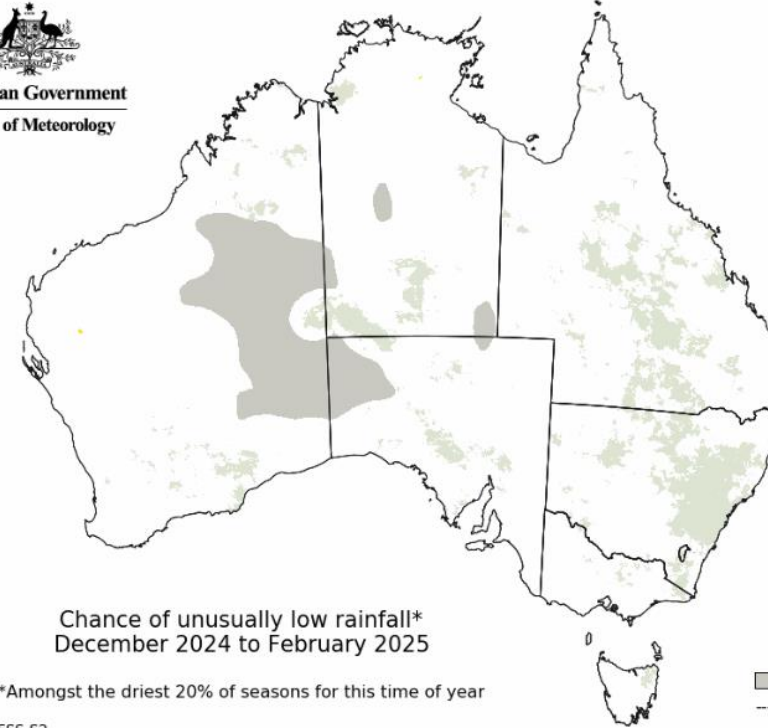 an Government
of Meteorology
Chance of unusually low rainfall*
December 2024 to February 2025
*Amongst the driest 20% of seasons for this time of year